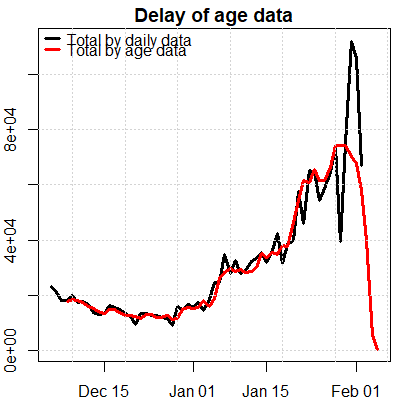 Delay of age data
Total by daily data
Total by age data
8e+04
4e+04
0e+00
Dec 15 Jan 01 Jan 15 Feb 01